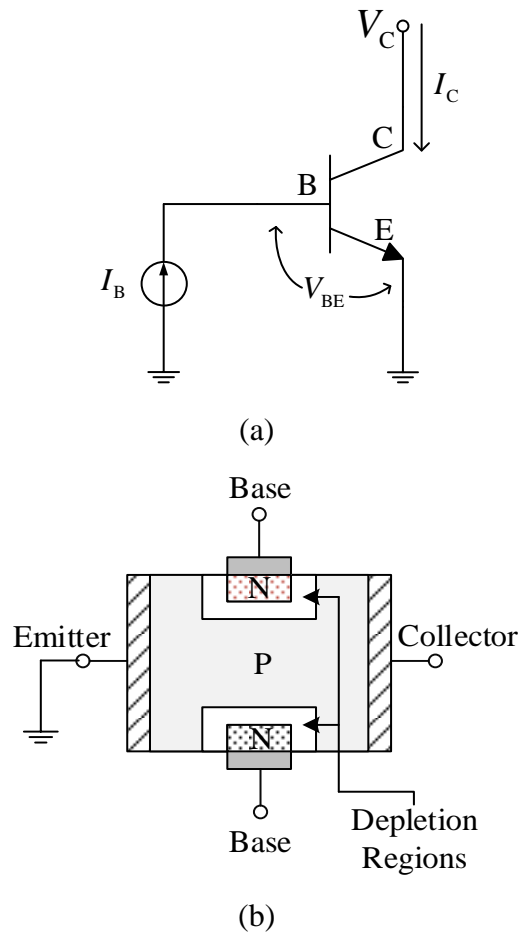 V_C
I_C
C
B
E
I_B
V_BE
(a)
Base
N
Emitter
Collector
P
N
Base
Depletion
Regions
(b)